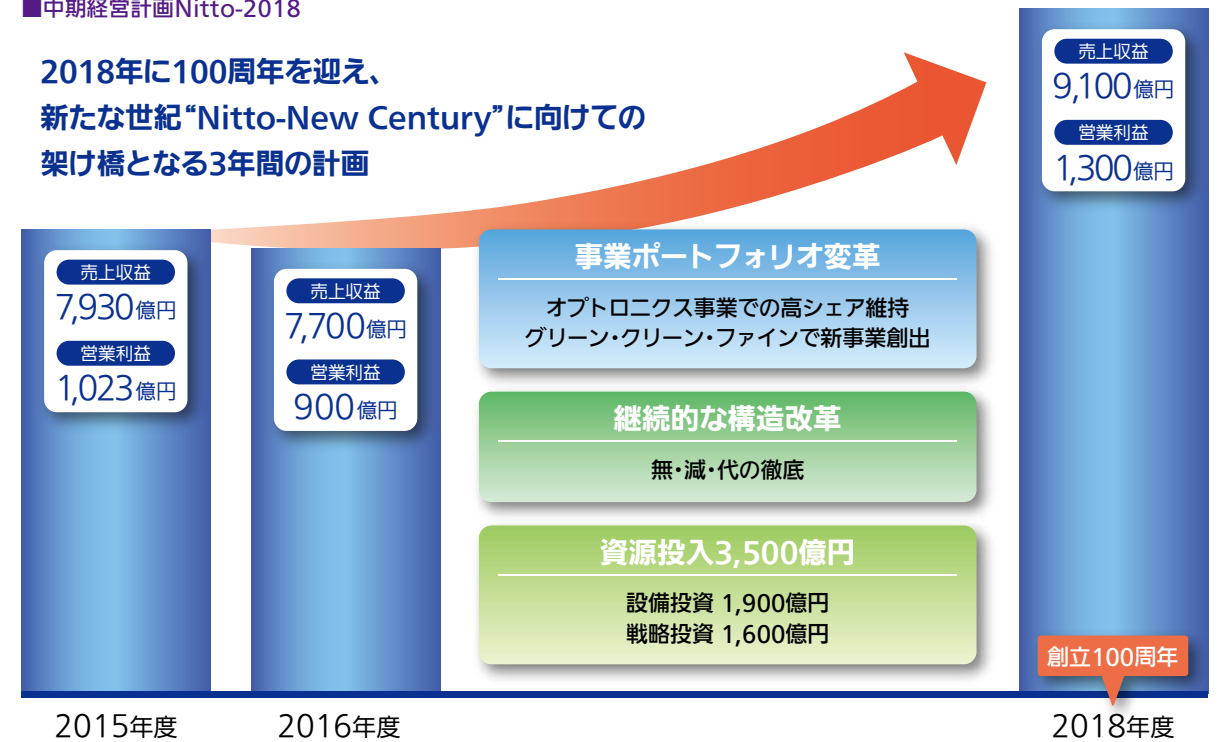 ■中期経営計画Nitto-2018
2018年に100周年を迎え、
新たな世紀“Nitto-New Century”に向けての
架け橋となる3年間の計画
売上収益
7,930億円
営業利益
1,023億円
売上収益
7,700億円
営業利益
900億円
事業ポートフォリオ変革
オプトロニクス事業での高シェア維持
グリーン・クリーン・ファインで新事業創出
継続的な構造改革
無・減・代の徹底
資源投入3,500億円
設備投資 1,900億円
戦略投資 1,600億円
売上収益
9,100億円
営業利益
1,300億円
創立100周年
2015年度
2016年度
2018年度